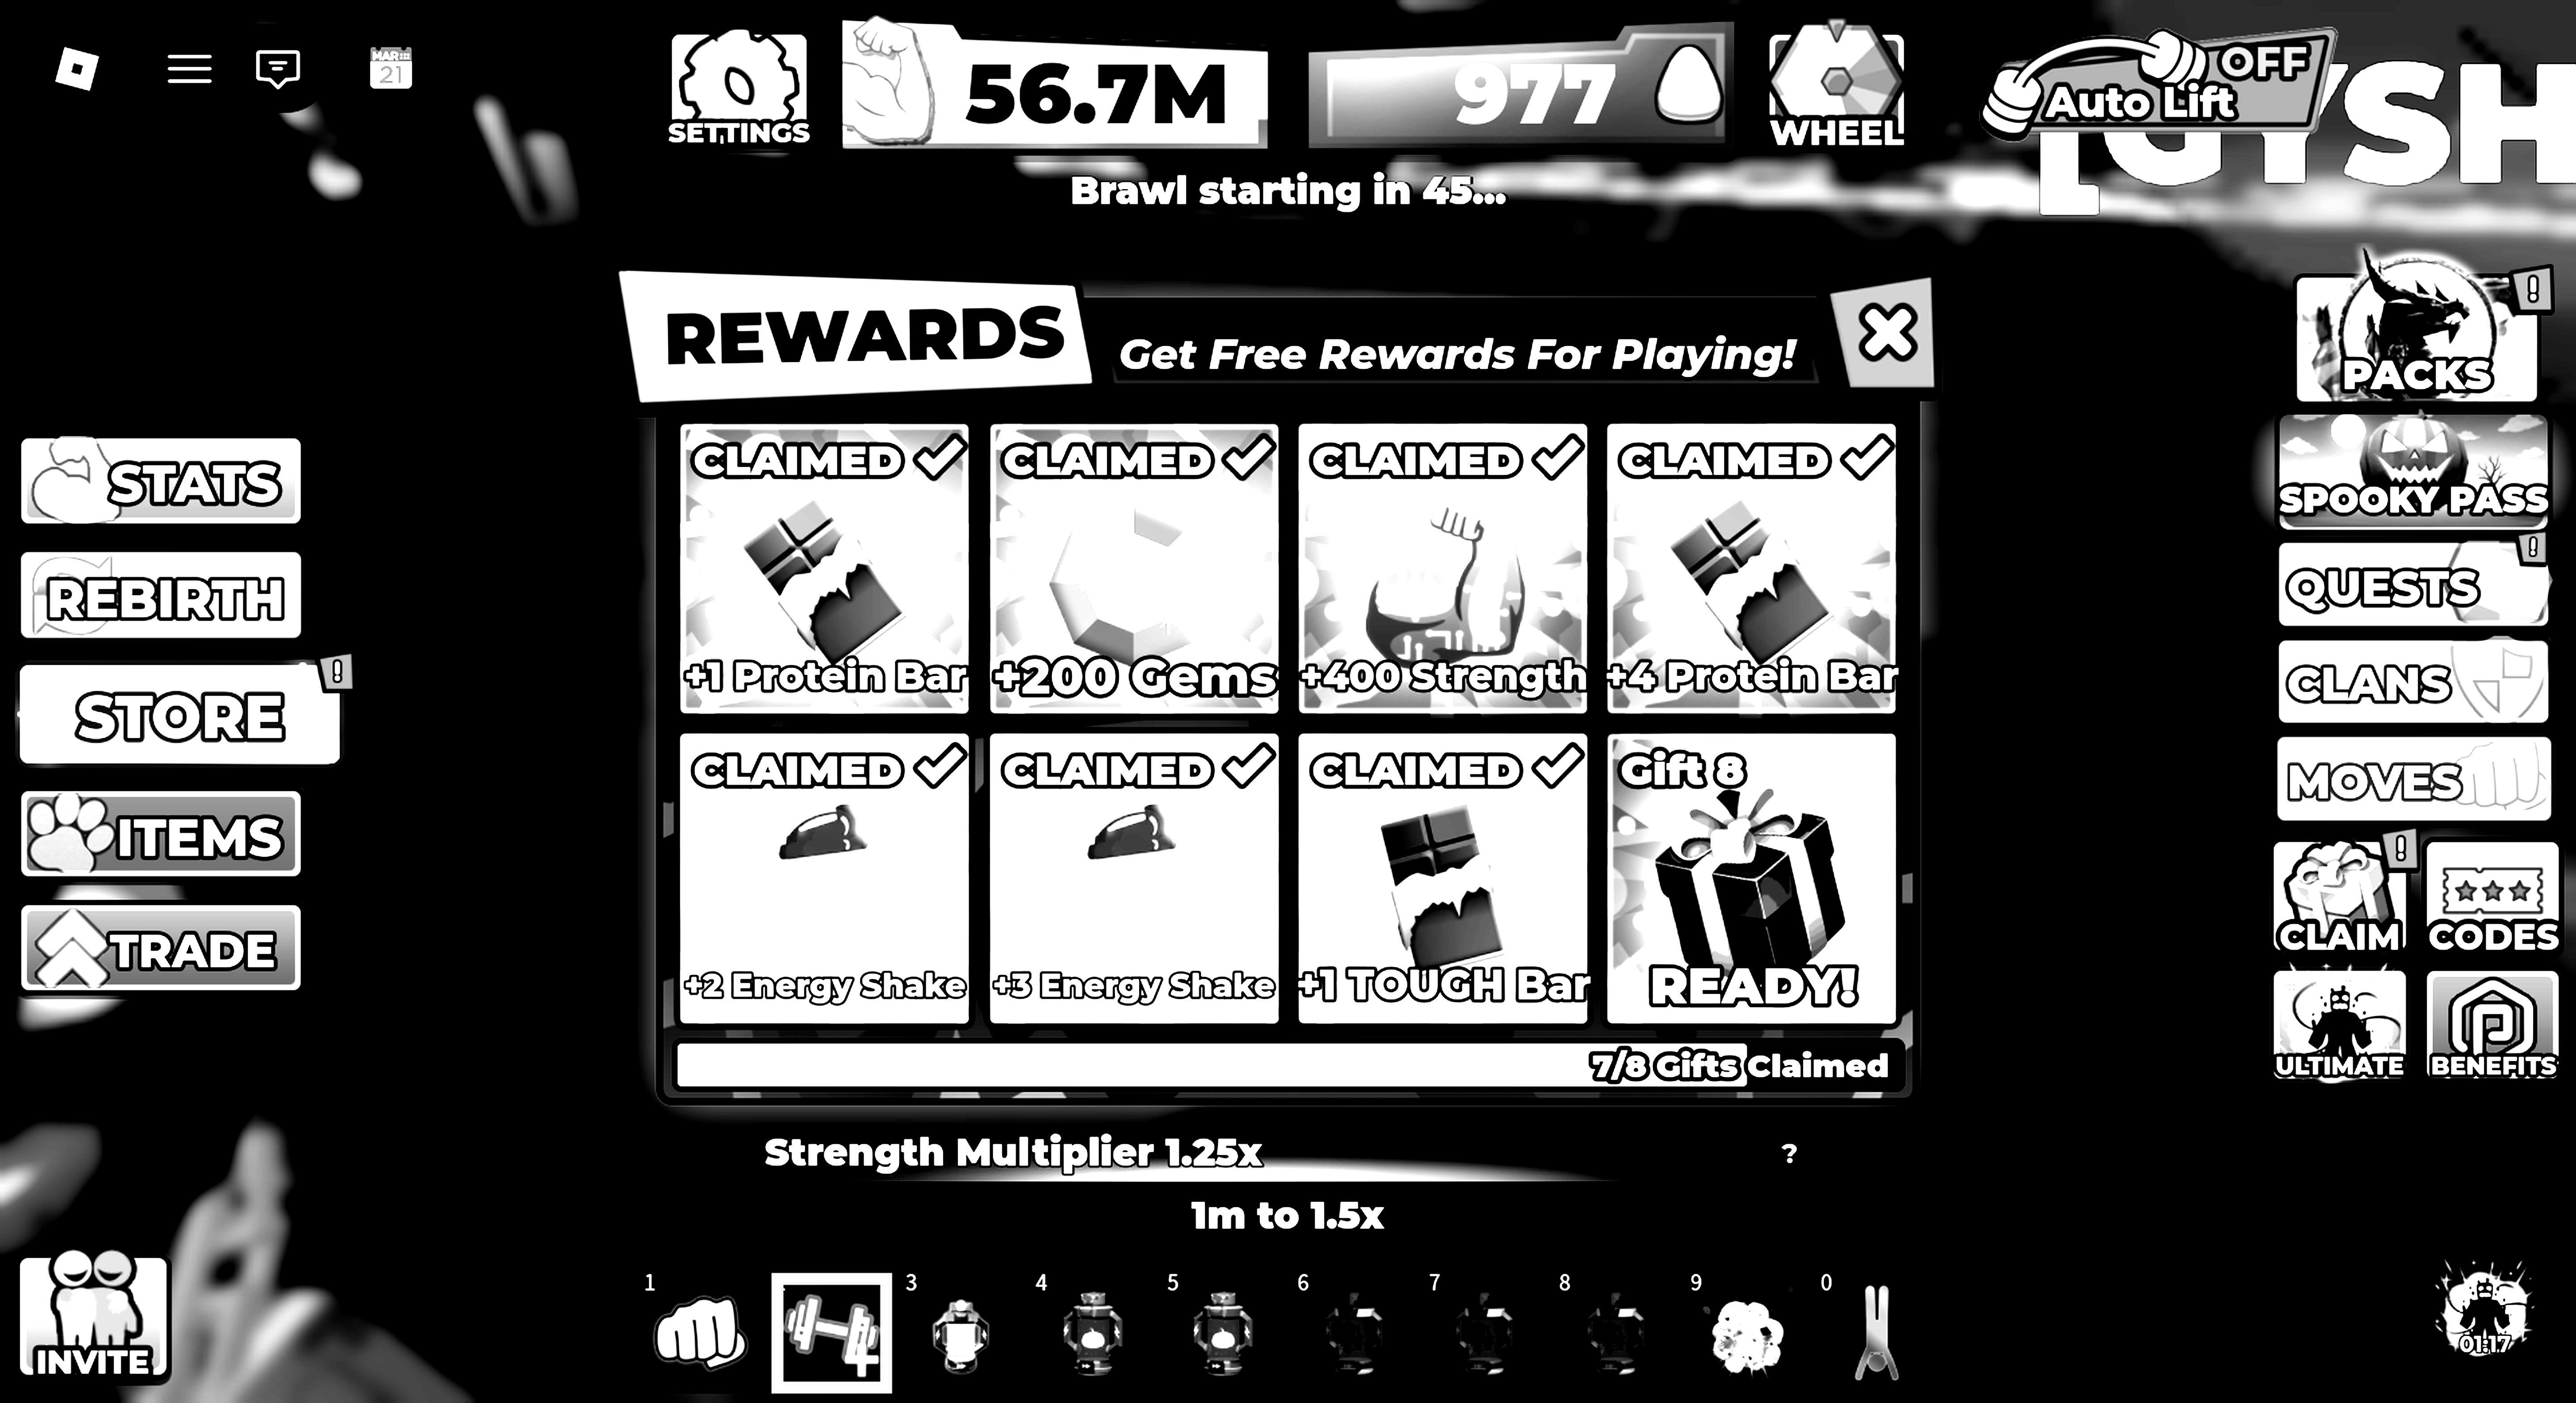 MAR
21
SETTINGS
56.7M
977
WHEEL
OFF
Auto Lift
Brawl starting in 45...
REWARDS
Get Free Rewards For Playing!
!
PACKS
SPOOKY PASS
!
QUESTS
CLANS
MOVES
!
CLAIM
CODES
ULTIMATE
BENEFITS
STATS
REBIRTH
!
STORE
ITEMS
TRADE
INVITE
CLAIMED
+1 Protein Bar
CLAIMED
+200 Gems
CLAIMED
+400 Strength
CLAIMED
+4 Protein Bar
CLAIMED
+2 Energy Shake
CLAIMED
+3 Energy Shake
CLAIMED
+1 TOUGH Bar
Gift 8
READY!
7/8 Gifts Claimed
Strength Multiplier 1.25x
?
1m to 1.5x
1
3
4
5
6
7
8
9
0
01:17